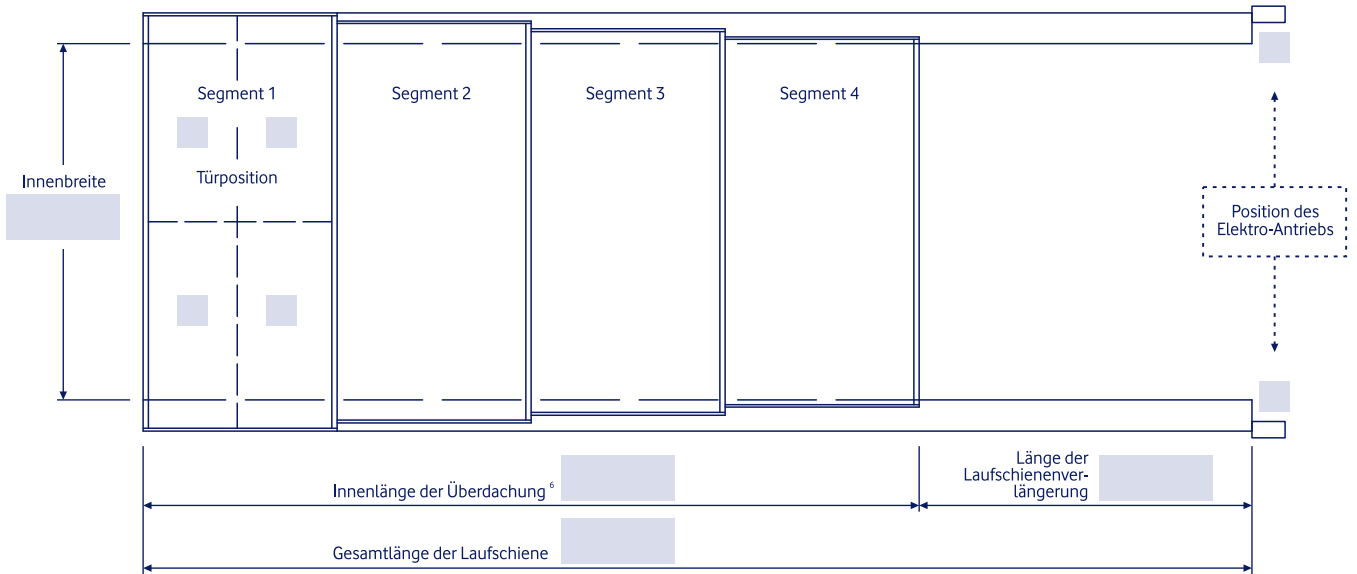 Segment 1
Segment 2
Segment 3
Segment 4
Türposition
Innenbreite
Position des
Elektro-Antriebs
Innenlänge der Überdachung 6
Länge der
Laufschienenver-
längerung
Gesamtlänge der Laufschiene